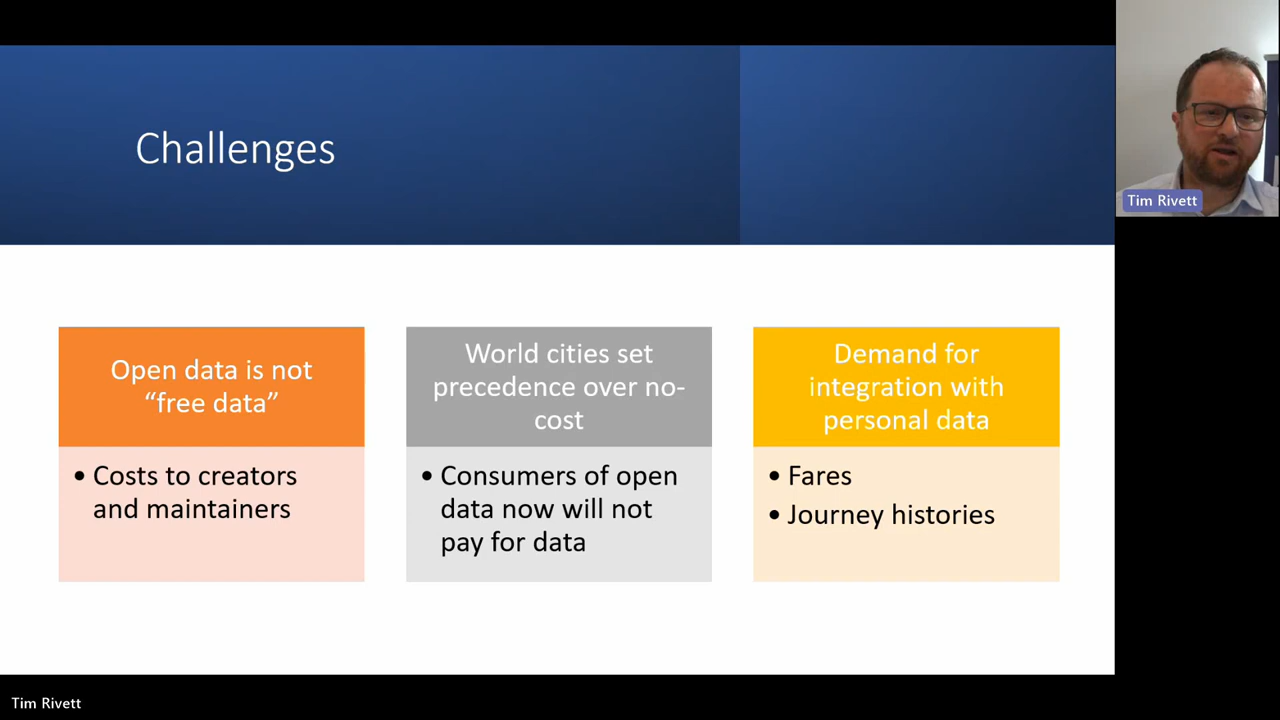 Challenges
Open data is not
“free data”
• Costs to creators
and maintainers
World cities set
precedence over no-
cost
• Consumers of open
data now will not
pay for data
Demand for
integration with
personal data
• Fares
• Journey histories
Tim Rivett
Tim Rivett